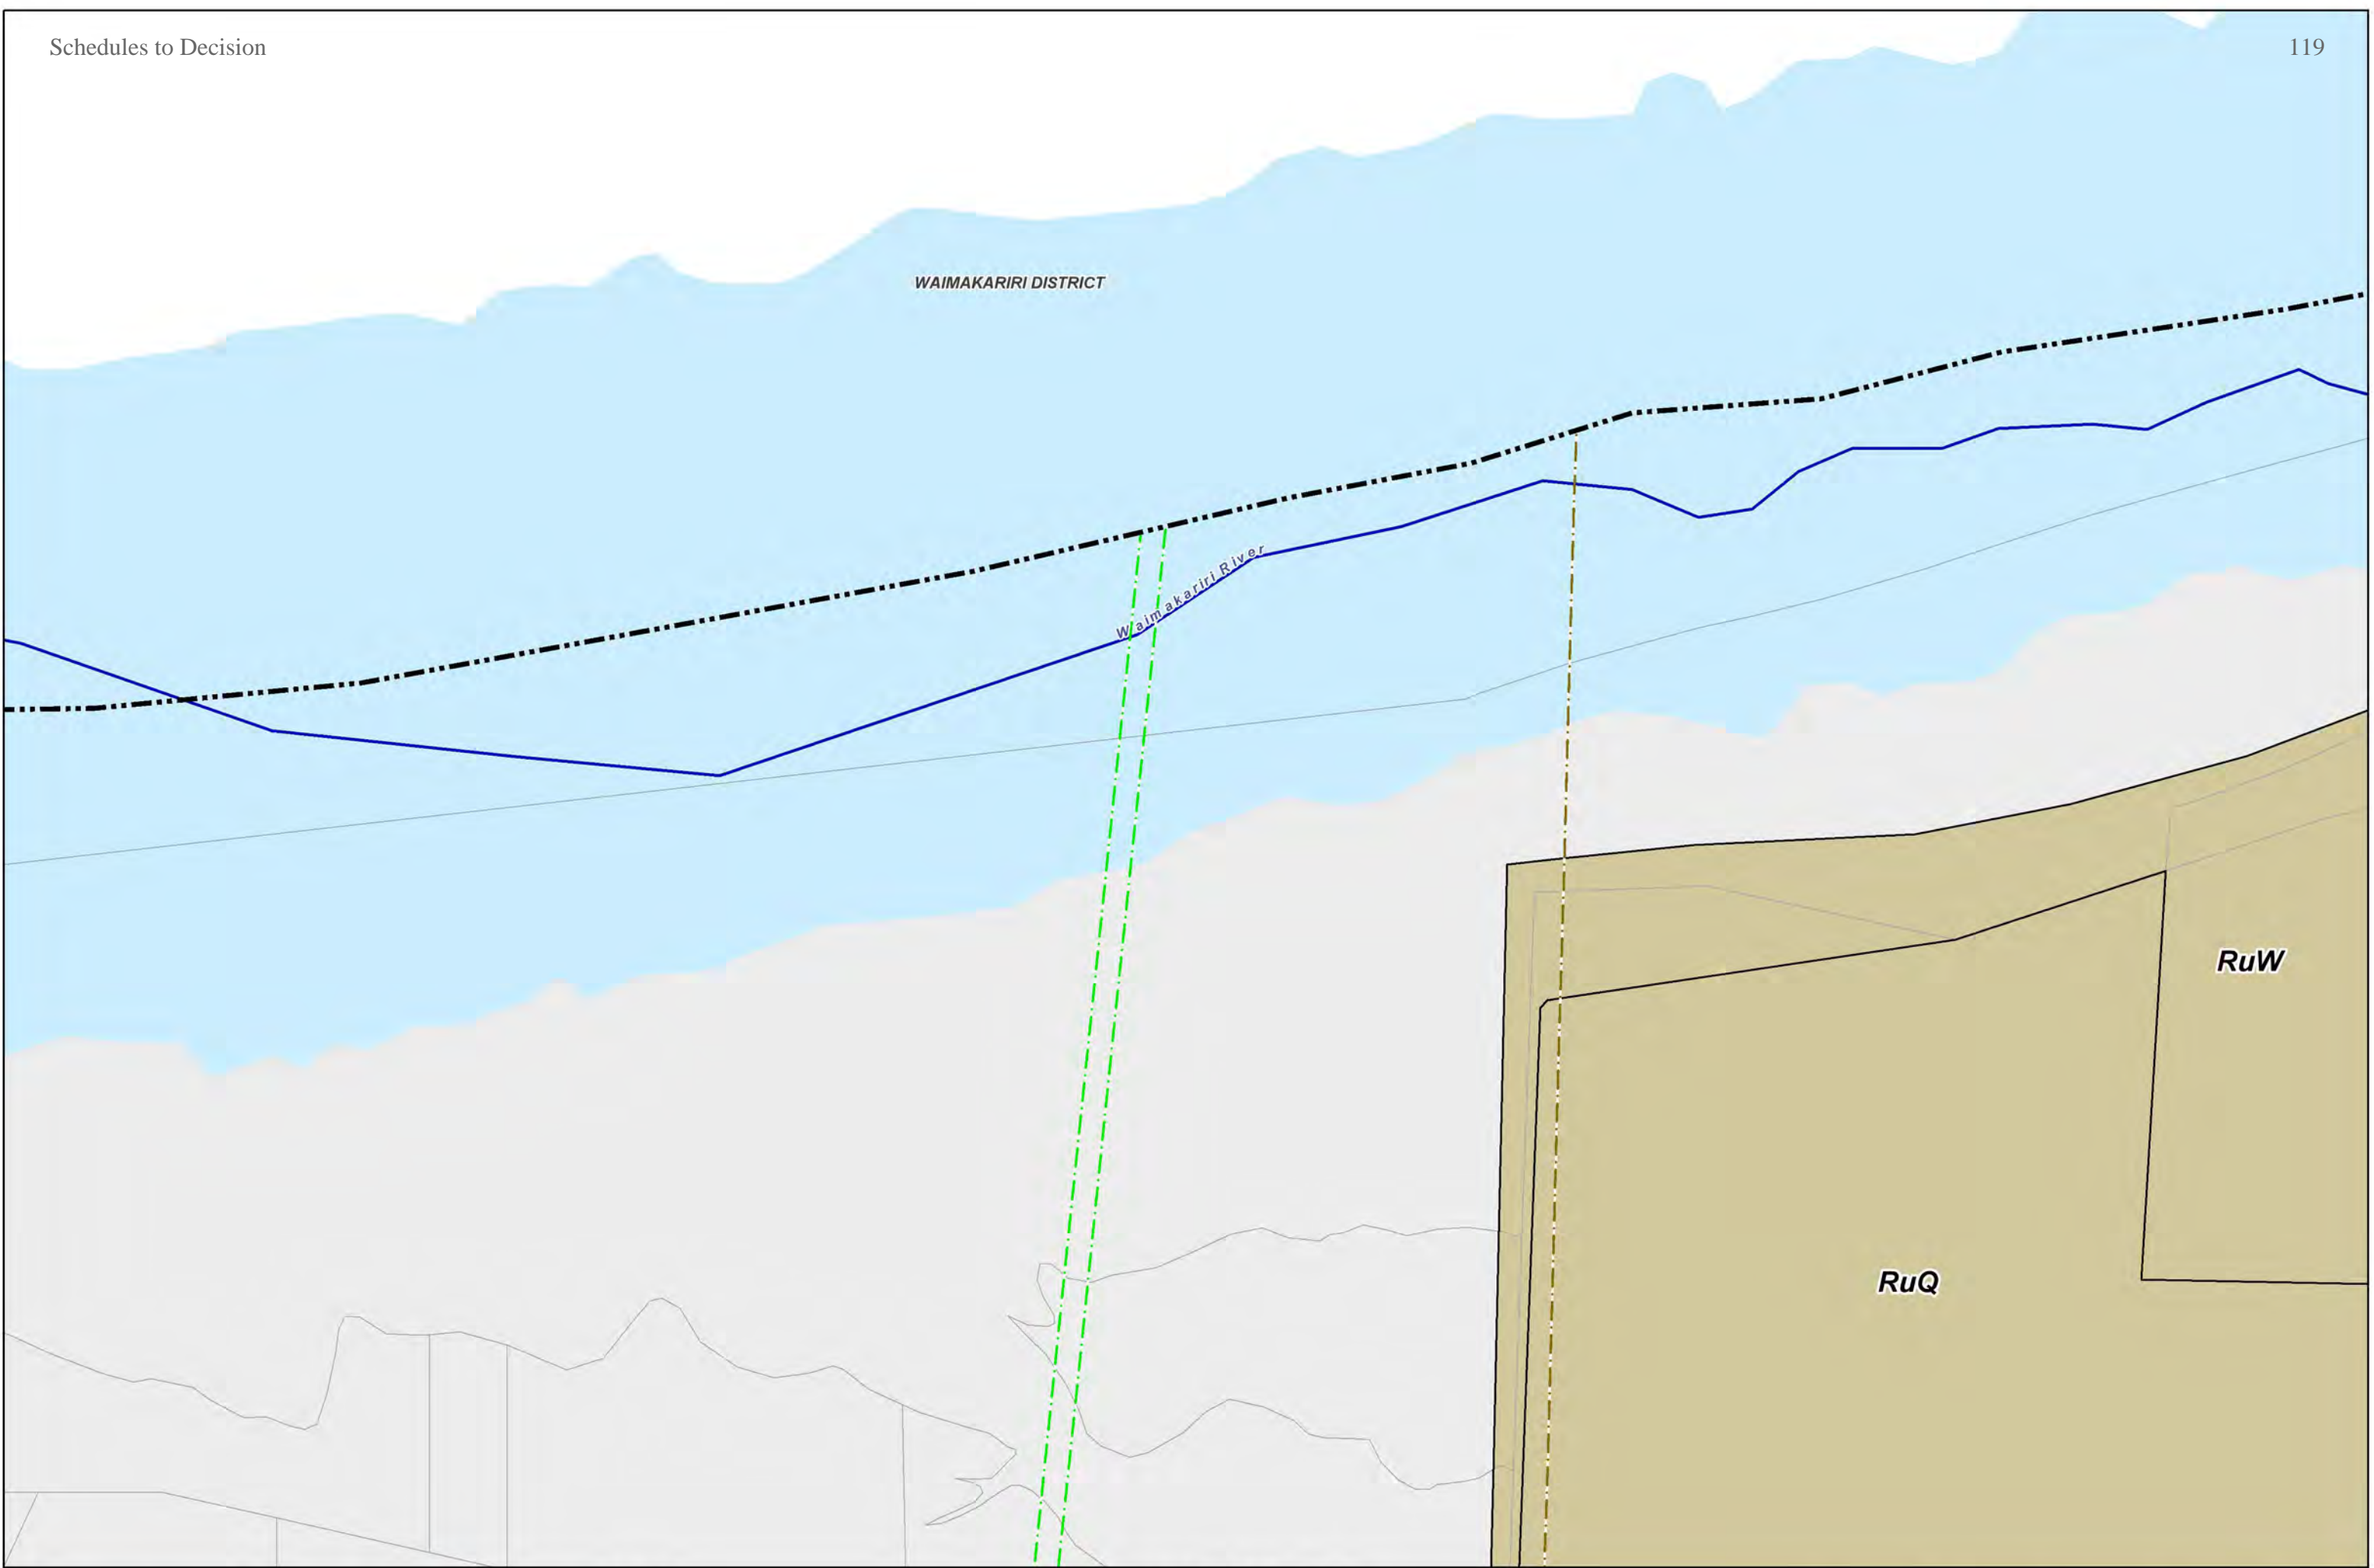 Schedules to Decision
119
WAIMAKARIRI DISTRICT
Waimakariri River
RuW
RuQ